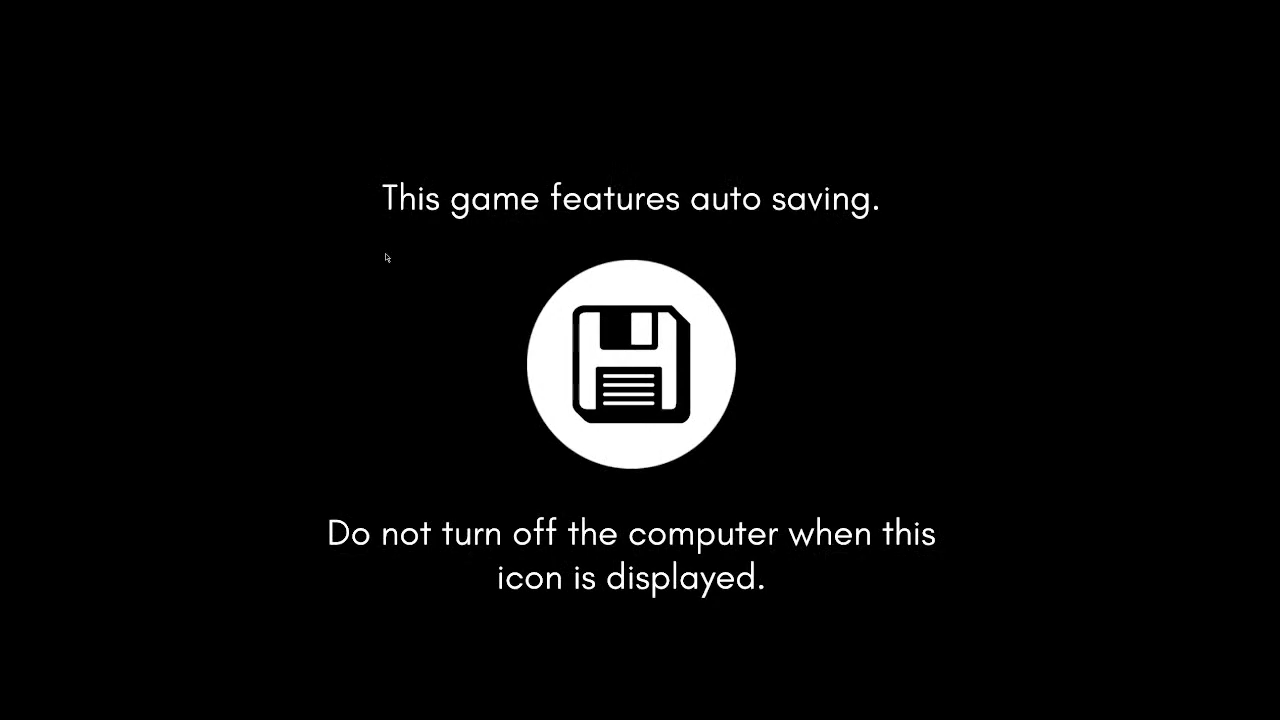 This game features auto saving.
Do not turn off the computer when this
icon is displayed.